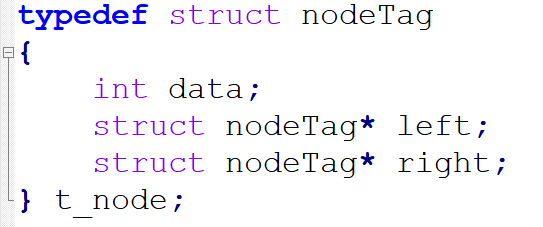 typedef struct nodeTag
{
    int data;
    struct nodeTag* left;
    struct nodeTag* right;
} t_node;